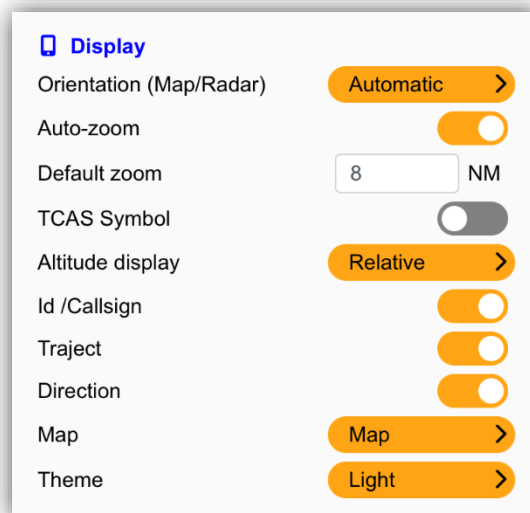 Display
Orientation (Map/Radar) Automatic
Auto-zoom
Default zoom 8 NM
TCAS Symbol
Altitude display Relative
Id /Callsign
Traject
Direction
Map Map
Theme Light